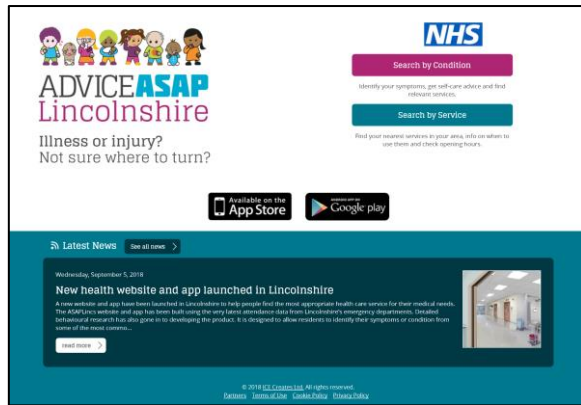 ADVICEASAP
Lincolnshire
Illness or injury?
Not sure where to turn?
NHS
Search by Condition
Identify your symptoms, get self-care advice and find
relevant services.
Search by Service
Find your nearest services in your area, info on when to
use them and check opening hours.
Available on the
App Store
ANDROID APP ON
Google play
Latest News
See all news
Wednesday, September 5, 2018
New health website and app launched in Lincolnshire
A new website and app have been launched in Lincolnshire to help people find the most appropriate health care service for their medical needs.
The ASAPLincs website and app has been built using the very latest attendance data from Lincolnshire's emergency departments. Detailed
behavioural research has also gone in to developing the product. It is designed to allow residents to identify their symptoms or condition from
some of the most commo...
read more
© 2018 ICE Creates Ltd. All rights reserved.
Partners Terms of Use Cookie Policy Privacy Policy